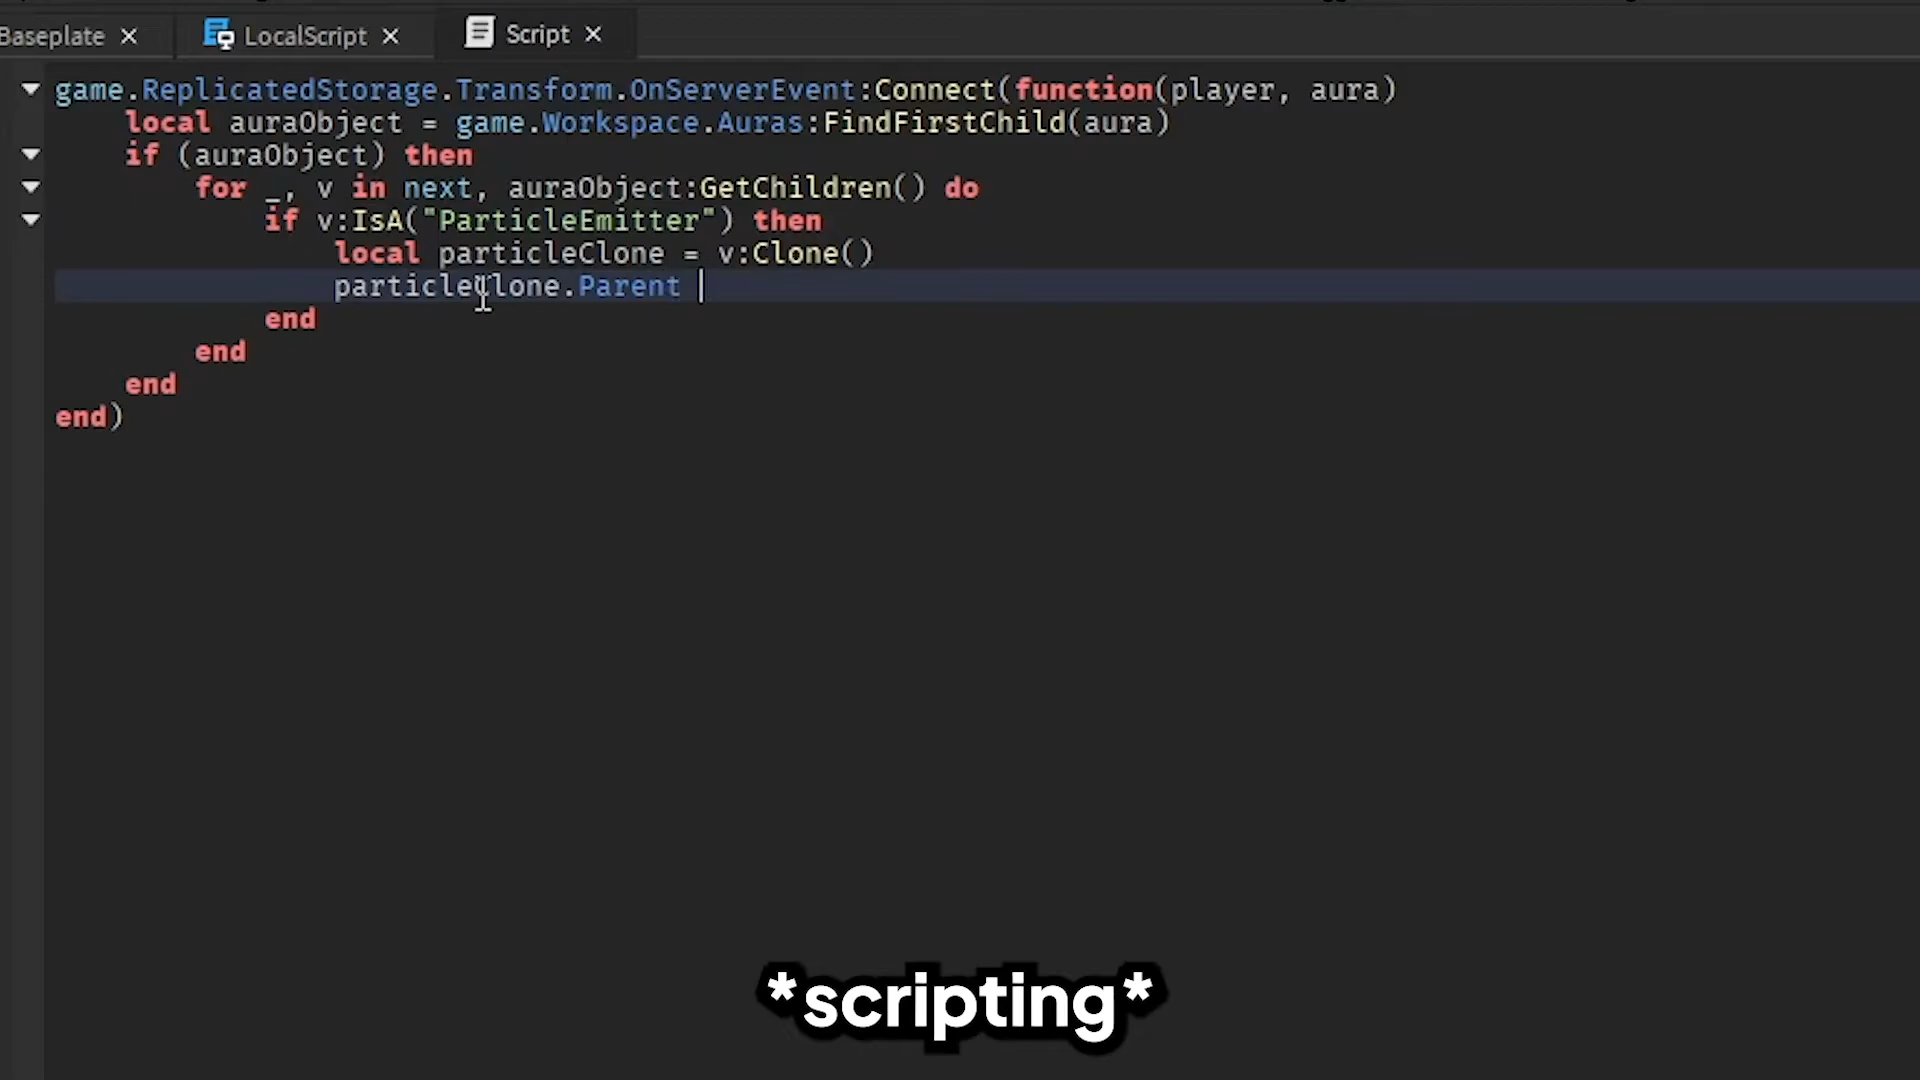 Baseplate × LocalScript × Script ×
game.ReplicatedStorage.Transform.OnServerEvent:Connect(function(player, aura)
local auraObject = game.Workspace.Auras:FindFirstChild(aura)
if (auraObject) then
for _, v in next, auraObject:GetChildren() do
if v:IsA("ParticleEmitter") then
local particleClone = v:Clone()
particleClone.Parent
end
end
end
end)
*scripting*